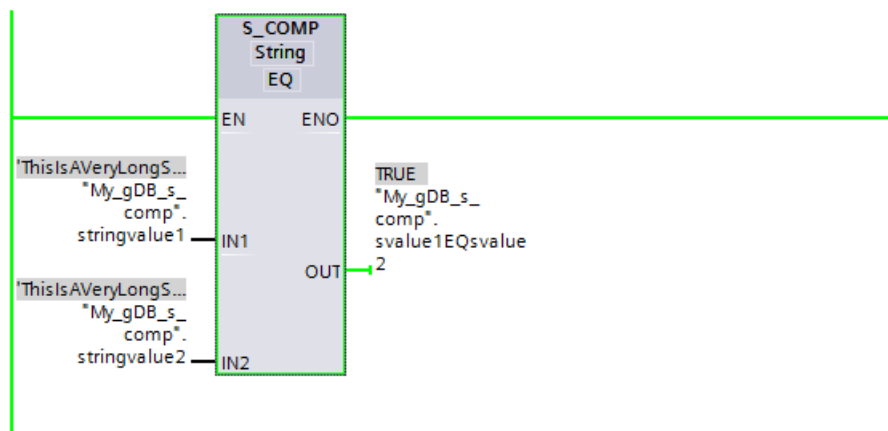 S_COMP
String
EQ
EN ENO
'ThisIsAVeryLongS...
"My_gDB_s_
comp".
stringvalue1
IN1
TRUE
"My_gDB_s_
comp".
svalue1EQsvalue
2
OUT
'ThisIsAVeryLongS...
"My_gDB_s_
comp".
stringvalue2
IN2